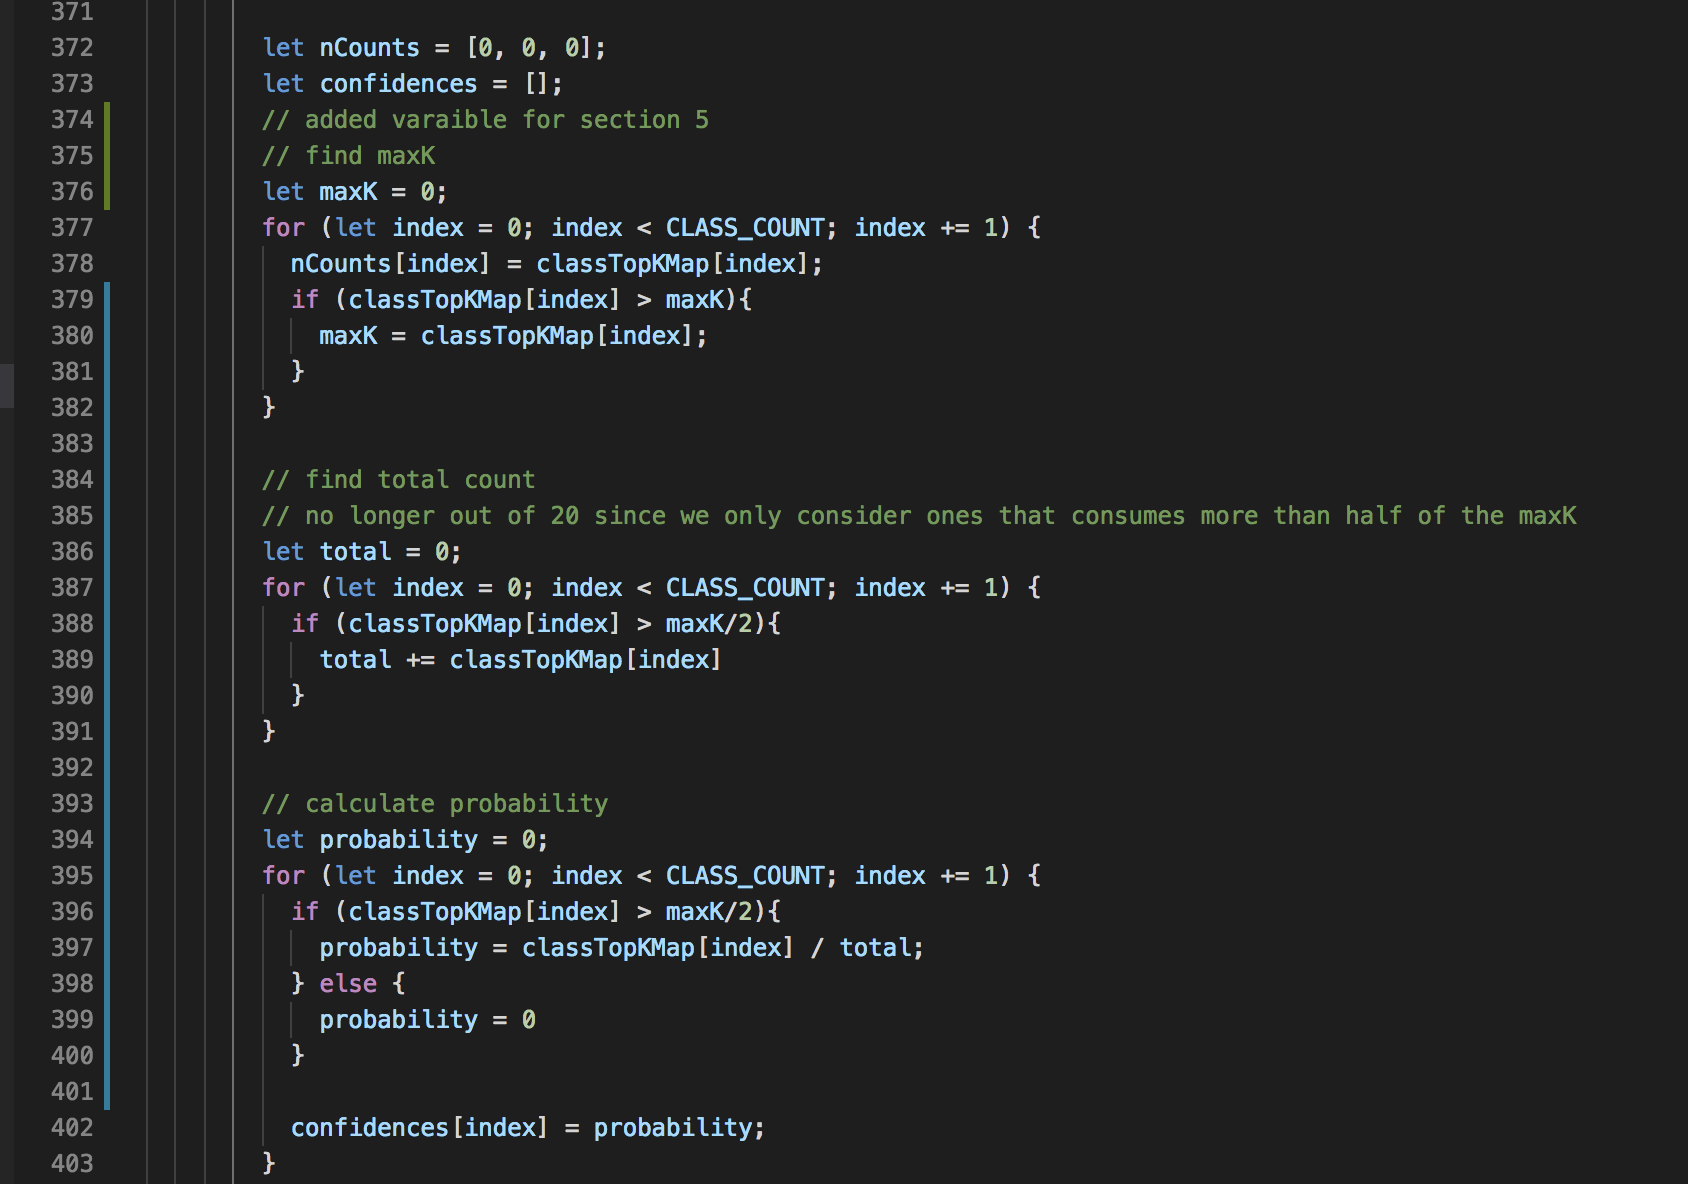 371
372 let nCounts = [0, 0, 0];
373 let confidences = [];
374 // added varaible for section 5
375 // find maxK
376 let maxK = 0;
377 for (let index = 0; index < CLASS_COUNT; index += 1) {
378 nCounts[index] = classTopKMap[index];
379 if (classTopKMap[index] > maxK){
380 maxK = classTopKMap[index];
381 }
382 }
383
384 // find total count
385 // no longer out of 20 since we only consider ones that consumes more than half of the maxK
386 let total = 0;
387 for (let index = 0; index < CLASS_COUNT; index += 1) {
388 if (classTopKMap[index] > maxK/2){
389 total += classTopKMap[index]
390 }
391 }
392
393 // calculate probability
394 let probability = 0;
395 for (let index = 0; index < CLASS_COUNT; index += 1) {
396 if (classTopKMap[index] > maxK/2){
397 probability = classTopKMap[index] / total;
398 } else {
399 probability = 0
400 }
401
402 confidences[index] = probability;
403 }